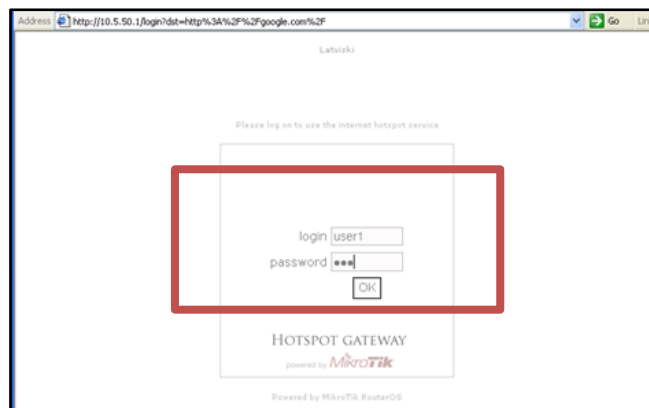 Address http://10.5.50.1/login?dst=http%3A%2F%2Fgoogle.com%2F Go Lin
Latviski
Please log on to use the internet hotspot service
login user1
password •••
OK
HOTSPOT GATEWAY
powered by MikroTik
Powered by MikroTik RouterOS